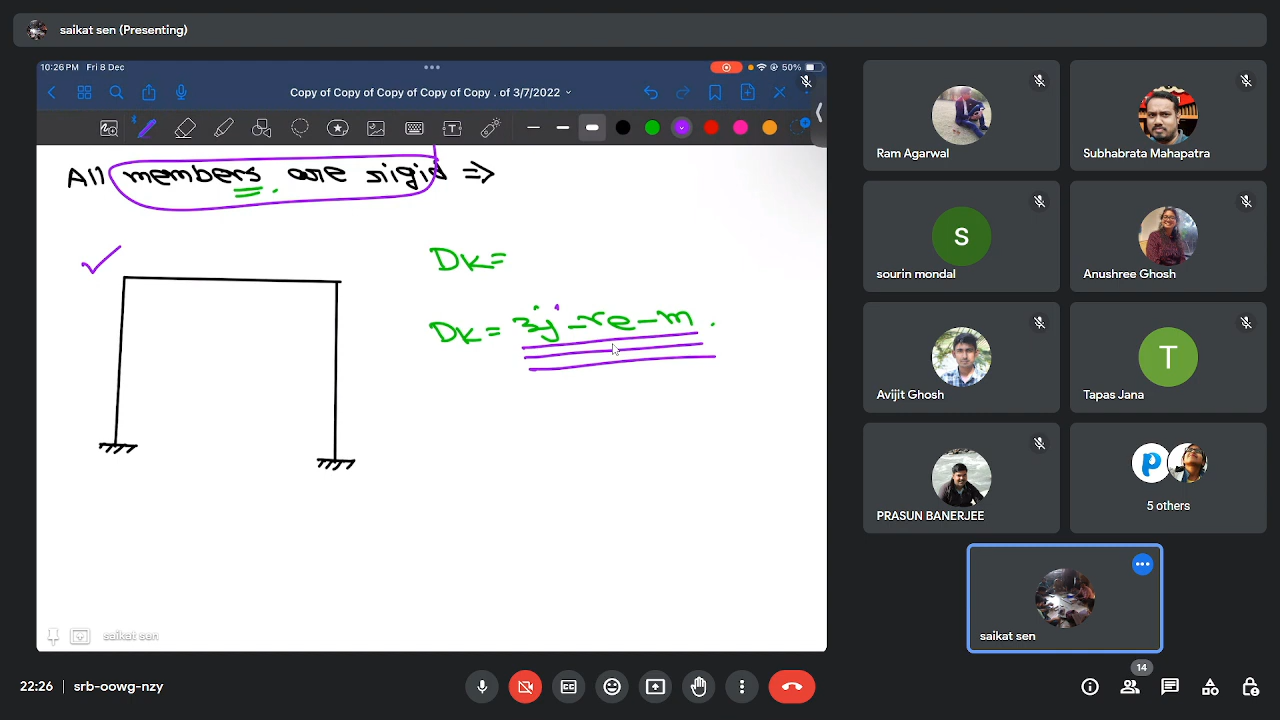 saikat sen (Presenting)
10:26 PM Fri 8 Dec
50%
Copy of Copy of Copy of Copy of Copy . of 3/7/2022
All members are rigid ⇒
DK=
DK= 3j-re-m.
saikat sen
Ram Agarwal
Subhabrata Mahapatra
S
sourin mondal
Anushree Ghosh
Avijit Ghosh
T
Tapas Jana
PRASUN BANERJEE
P
5 others
saikat sen
22:26 | srb-oowg-nzy
14